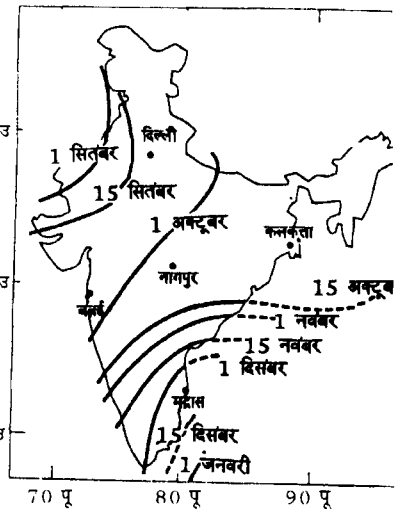 उ
दिल्ली
1 सितंबर
15 सितंबर
1 अक्टूबर
कलकत्ता
उ
नागपुर
बम्बई
15 अक्टूब
1 नवंबर
15 नवंबर
1 दिसंबर
मद्रास
उ
15 दिसंबर
1 जनवरी
70 पू
80 पू
90 पू